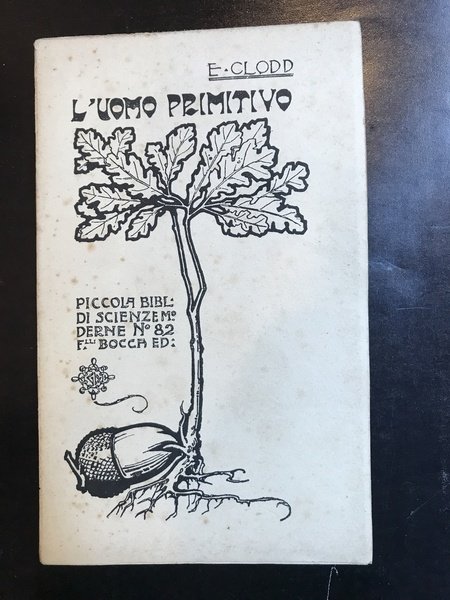 E · CLODD
L'UOMO PRIMITIVO
PICCOLA BIBL:
DI SCIENZE MO
DERNE No 82
F.LLI BOCCA ED: